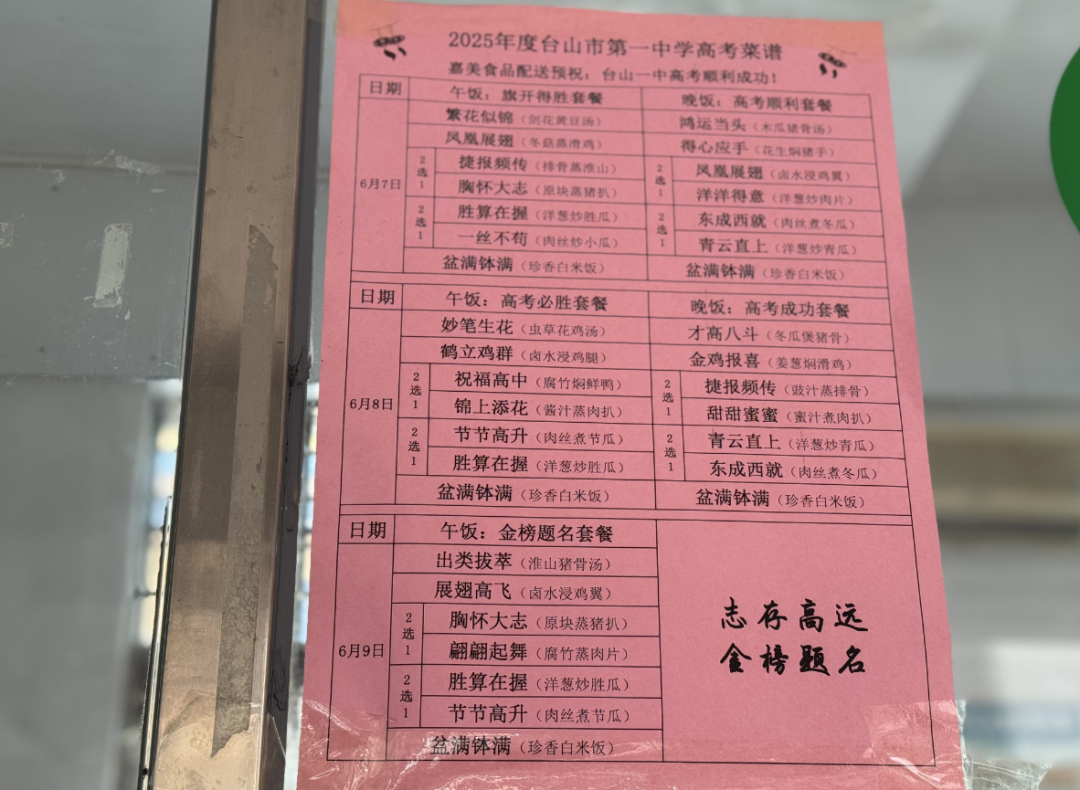 2025年度台山市第一中学高考菜谱
嘉美食品配送预祝：台山一中高考顺利成功！
日期 午饭：旗开得胜套餐 晚饭：高考顺利套餐
6月7日
繁花似锦（剑花黄豆汤） 鸿运当头（木瓜猪骨汤）
凤凰展翅（冬菇蒸滑鸡） 得心应手（花生焖猪手）
2选1 捷报频传（排骨蒸淮山） 2选1 凤凰展翅（卤水浸鸡翼）
胸怀大志（原块蒸猪扒） 洋洋得意（洋葱炒肉片）
2选1 胜算在握（洋葱炒胜瓜） 2选1 东成西就（肉丝煮冬瓜）
一丝不苟（肉丝炒小瓜） 青云直上（洋葱炒青瓜）
盆满钵满（珍香白米饭） 盆满钵满（珍香白米饭）
日期 午饭：高考必胜套餐 晚饭：高考成功套餐
6月8日
妙笔生花（虫草花鸡汤） 才高八斗（冬瓜煲猪骨）
鹤立鸡群（卤水浸鸡腿） 金鸡报喜（姜葱焖滑鸡）
2选1 祝福高中（腐竹焖鲜鸭） 2选1 捷报频传（豉汁蒸排骨）
锦上添花（酱汁蒸肉扒） 甜甜蜜蜜（蜜汁煮肉扒）
2选1 节节高升（肉丝煮节瓜） 2选1 青云直上（洋葱炒青瓜）
胜算在握（洋葱炒胜瓜） 东成西就（肉丝煮冬瓜）
盆满钵满（珍香白米饭） 盆满钵满（珍香白米饭）
日期 午饭：金榜题名套餐
6月9日
出类拔萃（淮山猪骨汤）
展翅高飞（卤水浸鸡翼）
2选1 胸怀大志（原块蒸猪扒）
翩翩起舞（腐竹蒸肉片）
2选1 胜算在握（洋葱炒胜瓜）
节节高升（肉丝煮节瓜）
盆满钵满（珍香白米饭）
志存高远
金榜题名